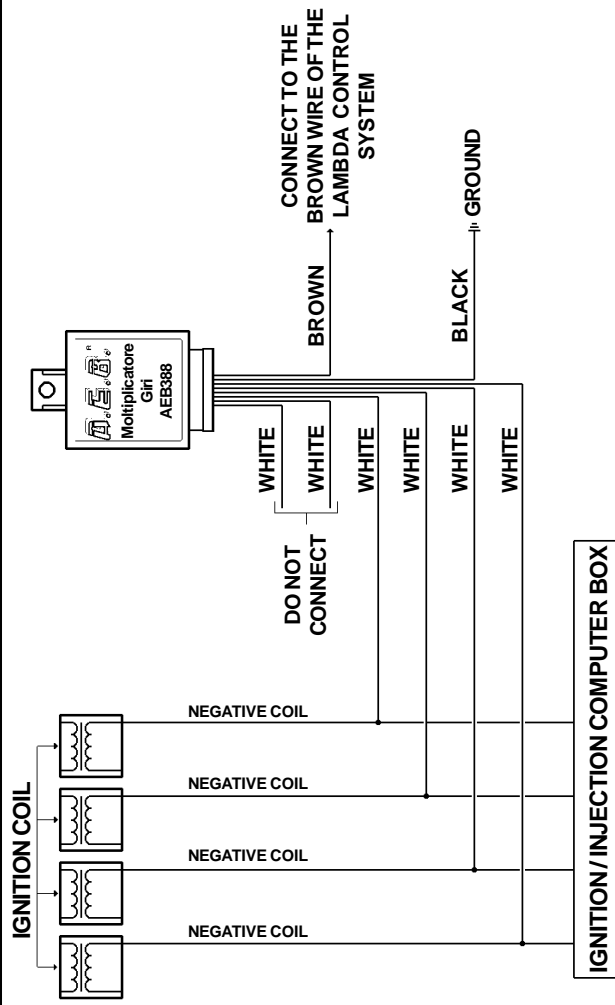 IGNITION COIL
NEGATIVE COIL
NEGATIVE COIL
NEGATIVE COIL
NEGATIVE COIL
IGNITION / INJECTION COMPUTER BOX
A.E.B.
®
Moltiplicatore
Giri
AEB388
WHITE
WHITE
WHITE
WHITE
WHITE
WHITE
DO NOT
CONNECT
BROWN
BLACK
CONNECT TO THE
BROWN WIRE OF THE
LAMBDA CONTROL
SYSTEM
GROUND